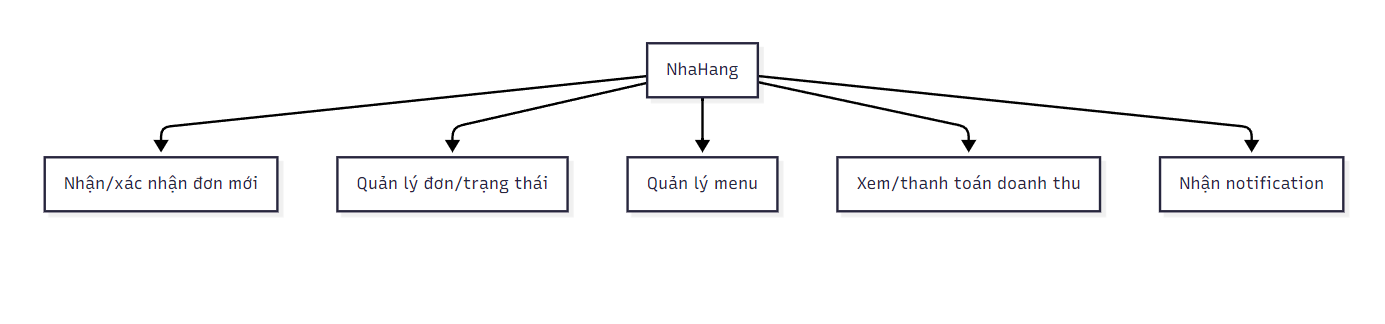 NhaHang
Nhận/xác nhận đơn mới
Quản lý đơn/trạng thái
Quản lý menu
Xem/thanh toán doanh thu
Nhận notification